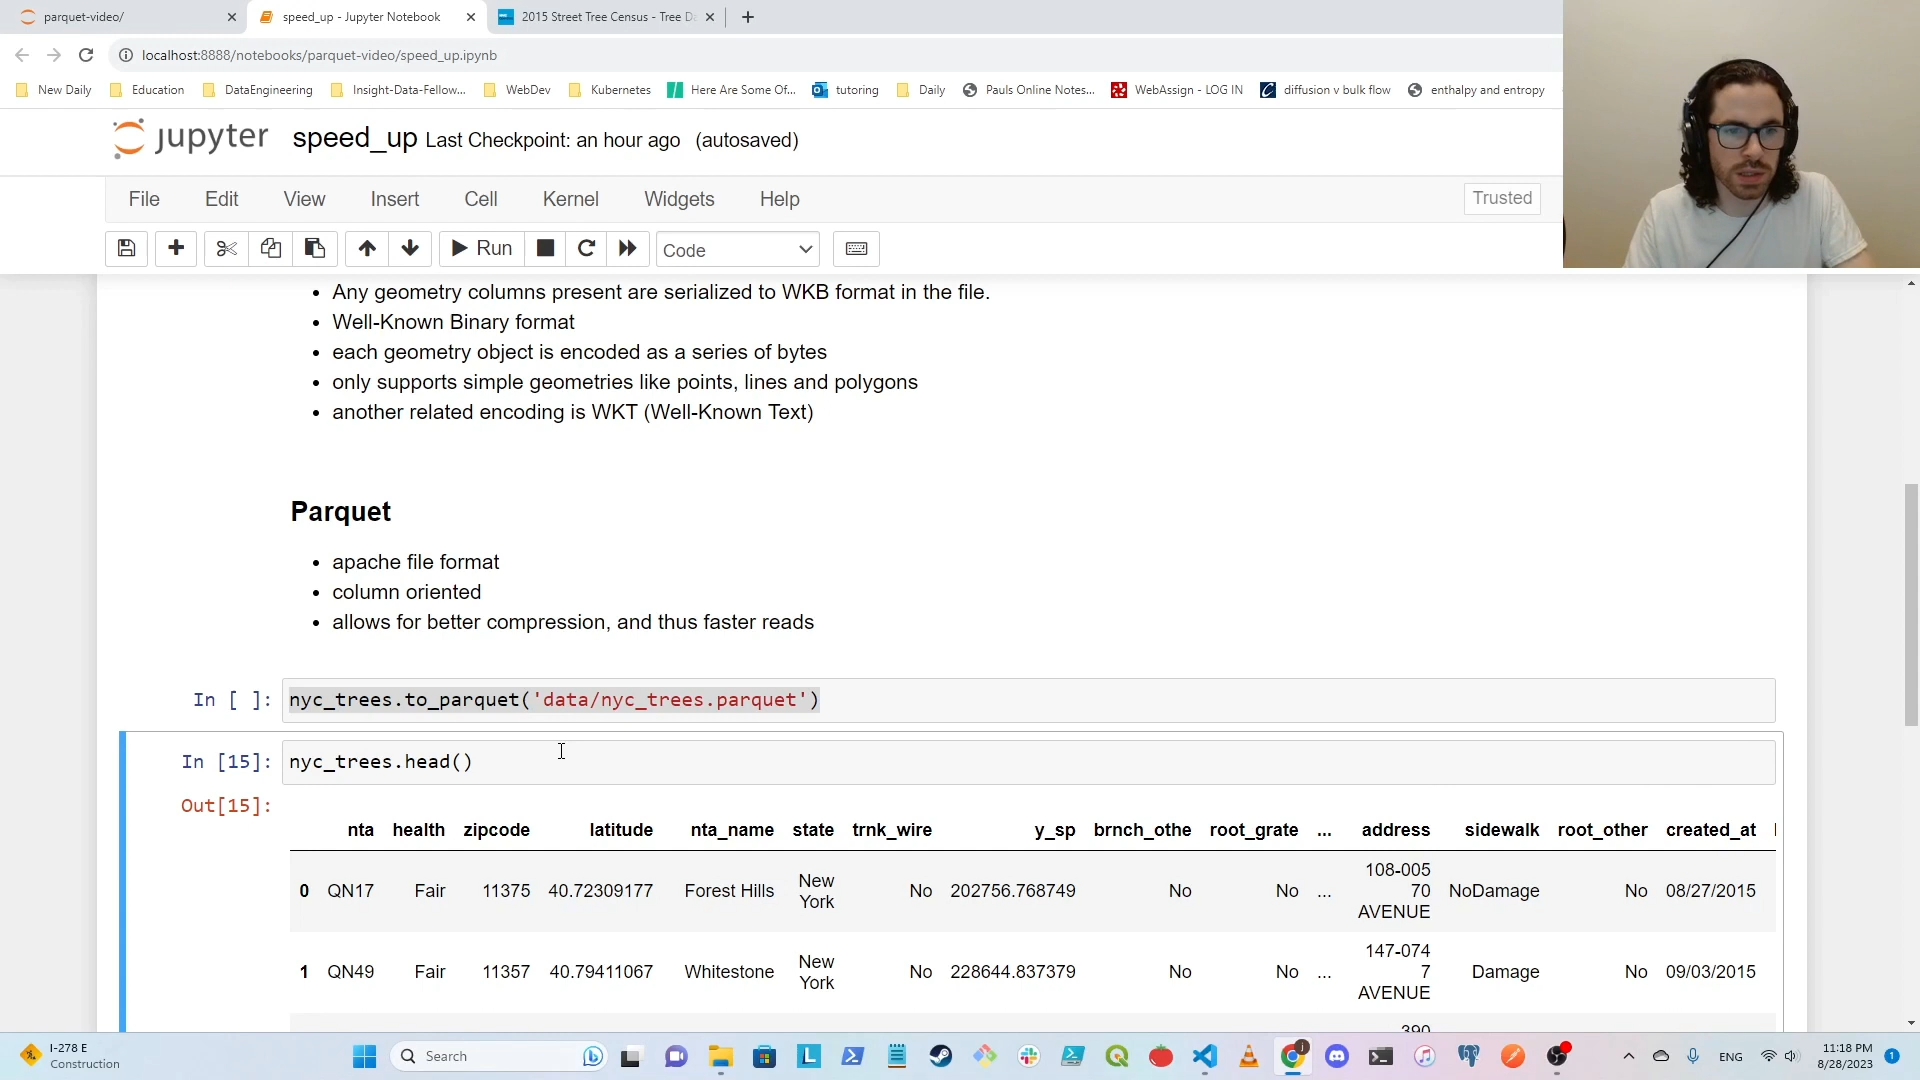 parquet-video/
speed_up - Jupyter Notebook
2015 Street Tree Census - Tree Da
localhost:8888/notebooks/parquet-video/speed_up.ipynb
New Daily
Education
DataEngineering
Insight-Data-Fellow...
WebDev
Kubernetes
Here Are Some Of...
tutoring
Daily
Pauls Online Notes...
WebAssign - LOG IN
diffusion v bulk flow
enthalpy and entropy
jupyter speed_up Last Checkpoint: an hour ago (autosaved)
File Edit View Insert Cell Kernel Widgets Help
Trusted
Run
Code
Any geometry columns present are serialized to WKB format in the file.
Well-Known Binary format
each geometry object is encoded as a series of bytes
only supports simple geometries like points, lines and polygons
another related encoding is WKT (Well-Known Text)
Parquet
apache file format
column oriented
allows for better compression, and thus faster reads
In [ ]: nyc_trees.to_parquet('data/nyc_trees.parquet')
In [15]: nyc_trees.head()
Out[15]:
nta health zipcode latitude nta_name state trnk_wire y_sp brnch_othe root_grate ... address sidewalk root_other created_at
0 QN17 Fair 11375 40.72309177 Forest Hills New York No 202756.768749 No No ... 108-005 70 AVENUE NoDamage No 08/27/2015
1 QN49 Fair 11357 40.79411067 Whitestone New York No 228644.837379 No No ... 147-074 7 AVENUE Damage No 09/03/2015
390
I-278 E
Construction
Search
ENG
11:18 PM
8/28/2023
1